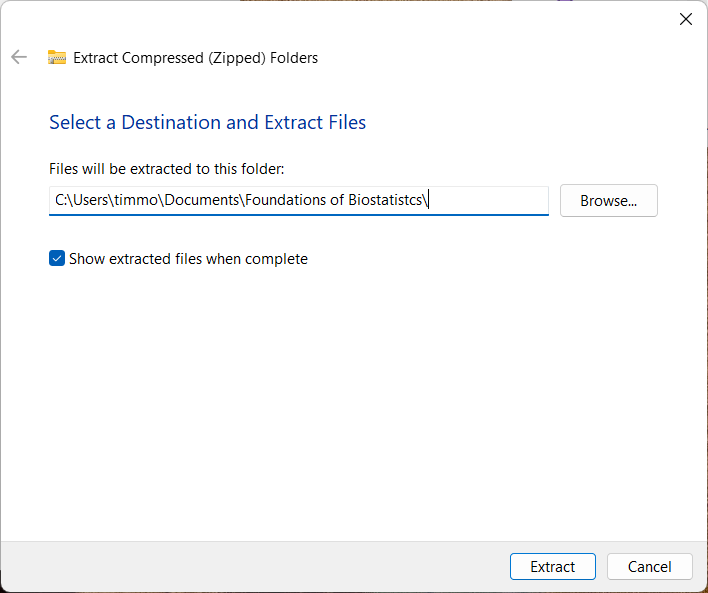 Extract Compressed (Zipped) Folders
Select a Destination and Extract Files
Files will be extracted to this folder:
C:\Users\timmo\Documents\Foundations of Biostatistcs\
Browse...
Show extracted files when complete
Extract
Cancel